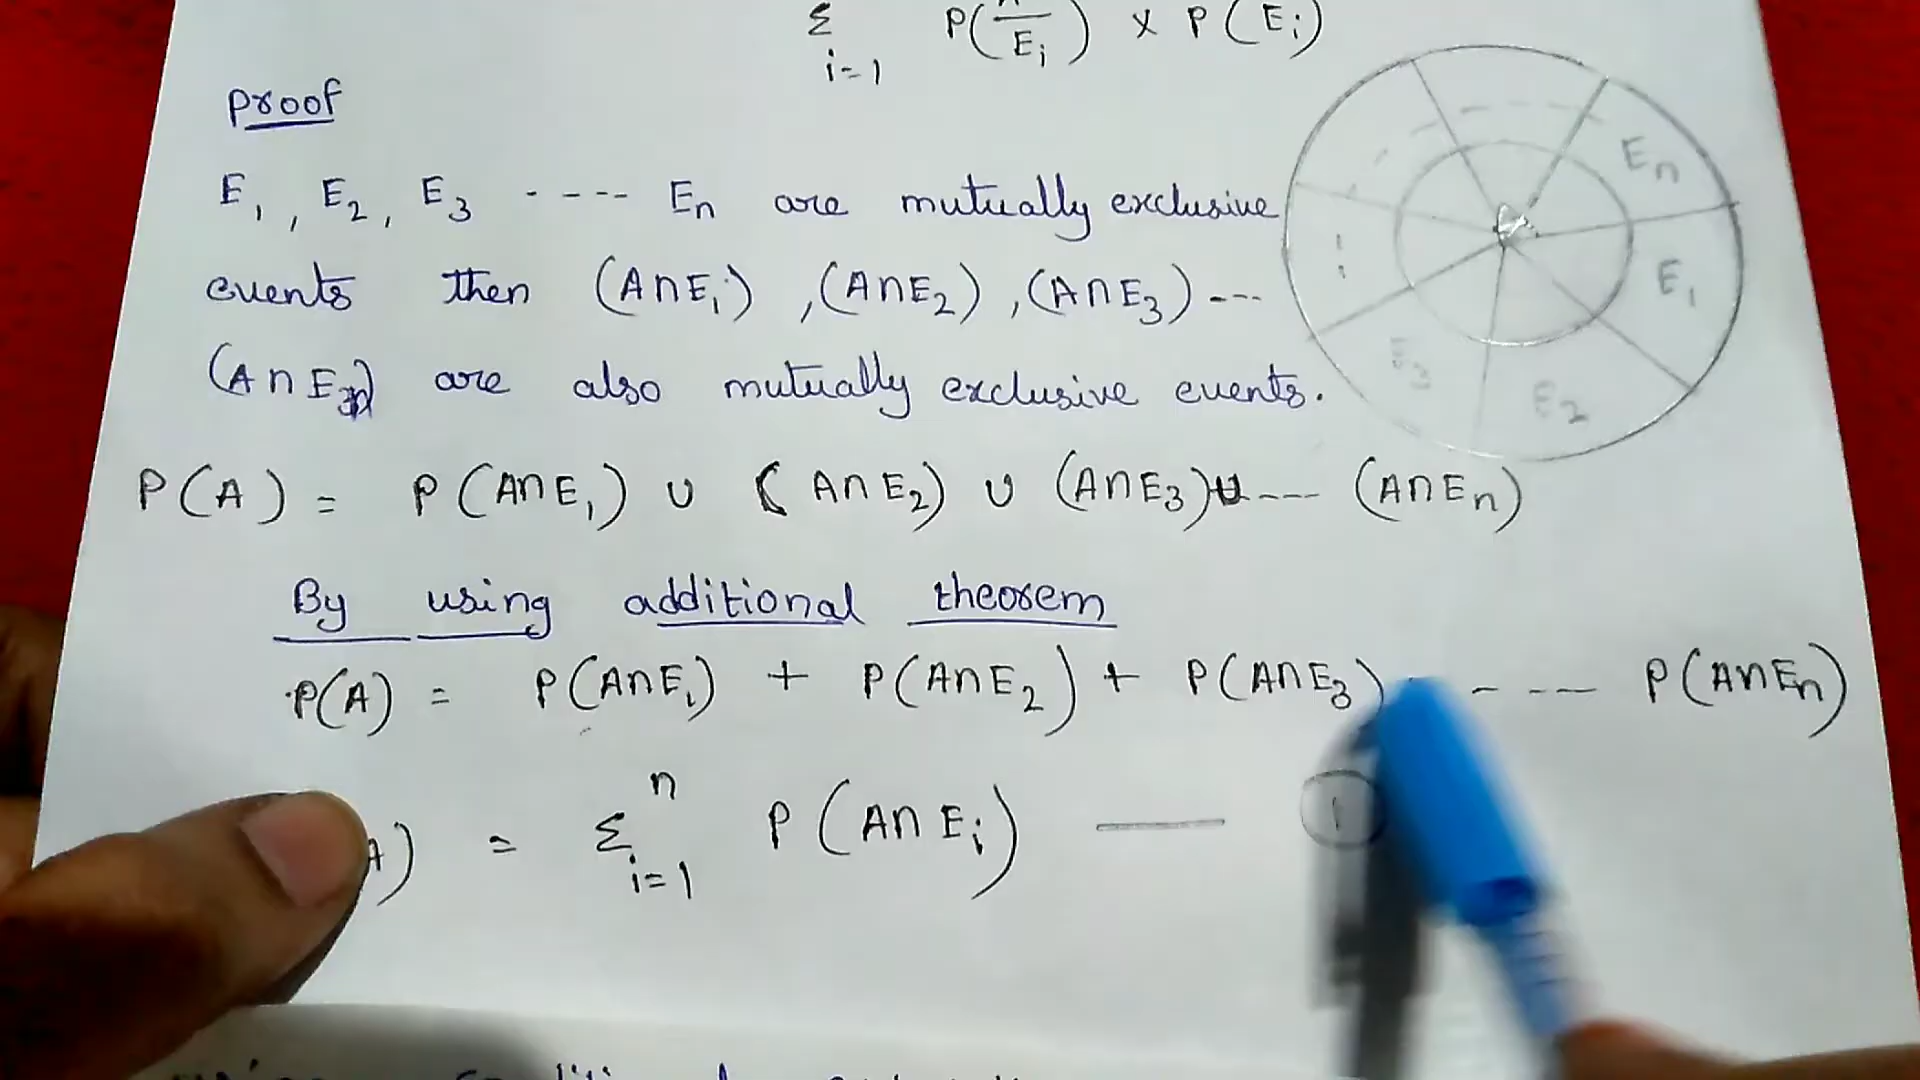 Σ i=1 P(/Ei) × P(Ei)
proof
E1, E2, E3 ---- En are mutually exclusive
events then (A∩E1), (A∩E2), (A∩E3) ---
(A∩En) are also mutually exclusive events.
P(A) = P(A∩E1) ∪ (A∩E2) ∪ (A∩E3) ∪ --- (A∩En)
By using additional theorem
P(A) = P(A∩E1) + P(A∩E2) + P(A∩E3) - --- P(A∩En)
A) = Σ n i=1 P(A∩Ei) —— 1
En
E1
E2
E3